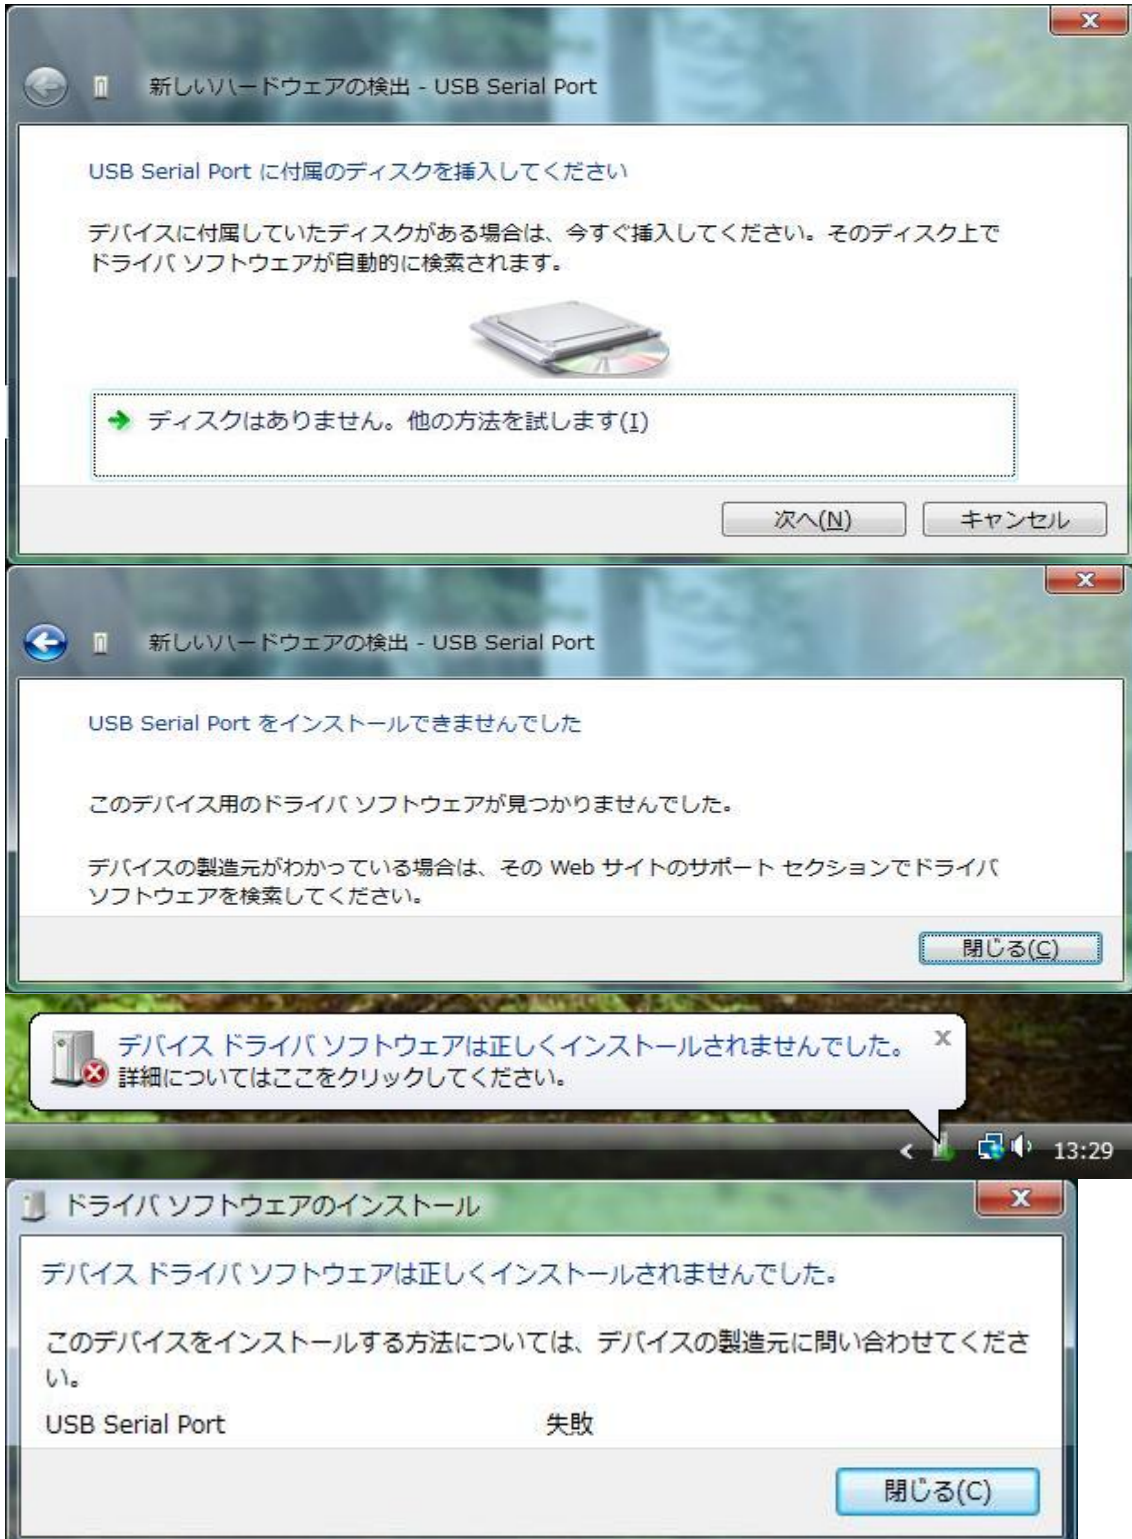 新しいハードウェアの検出 - USB Serial Port
USB Serial Port に付属のディスクを挿入してください
デバイスに付属していたディスクがある場合は、今すぐ挿入してください。そのディスク上で
ドライバ ソフトウェアが自動的に検索されます。
ディスクはありません。他の方法を試します(I)
次へ(N) キャンセル
新しいハードウェアの検出 - USB Serial Port
USB Serial Port をインストールできませんでした
このデバイス用のドライバ ソフトウェアが見つかりませんでした。
デバイスの製造元がわかっている場合は、その Web サイトのサポート セクションでドライバ
ソフトウェアを検索してください。
閉じる(C)
デバイス ドライバ ソフトウェアは正しくインストールされませんでした。
詳細についてはここをクリックしてください。
13:29
ドライバ ソフトウェアのインストール
デバイス ドライバ ソフトウェアは正しくインストールされませんでした。
このデバイスをインストールする方法については、デバイスの製造元に問い合わせてくださ
い。
USB Serial Port 失敗
閉じる(C)